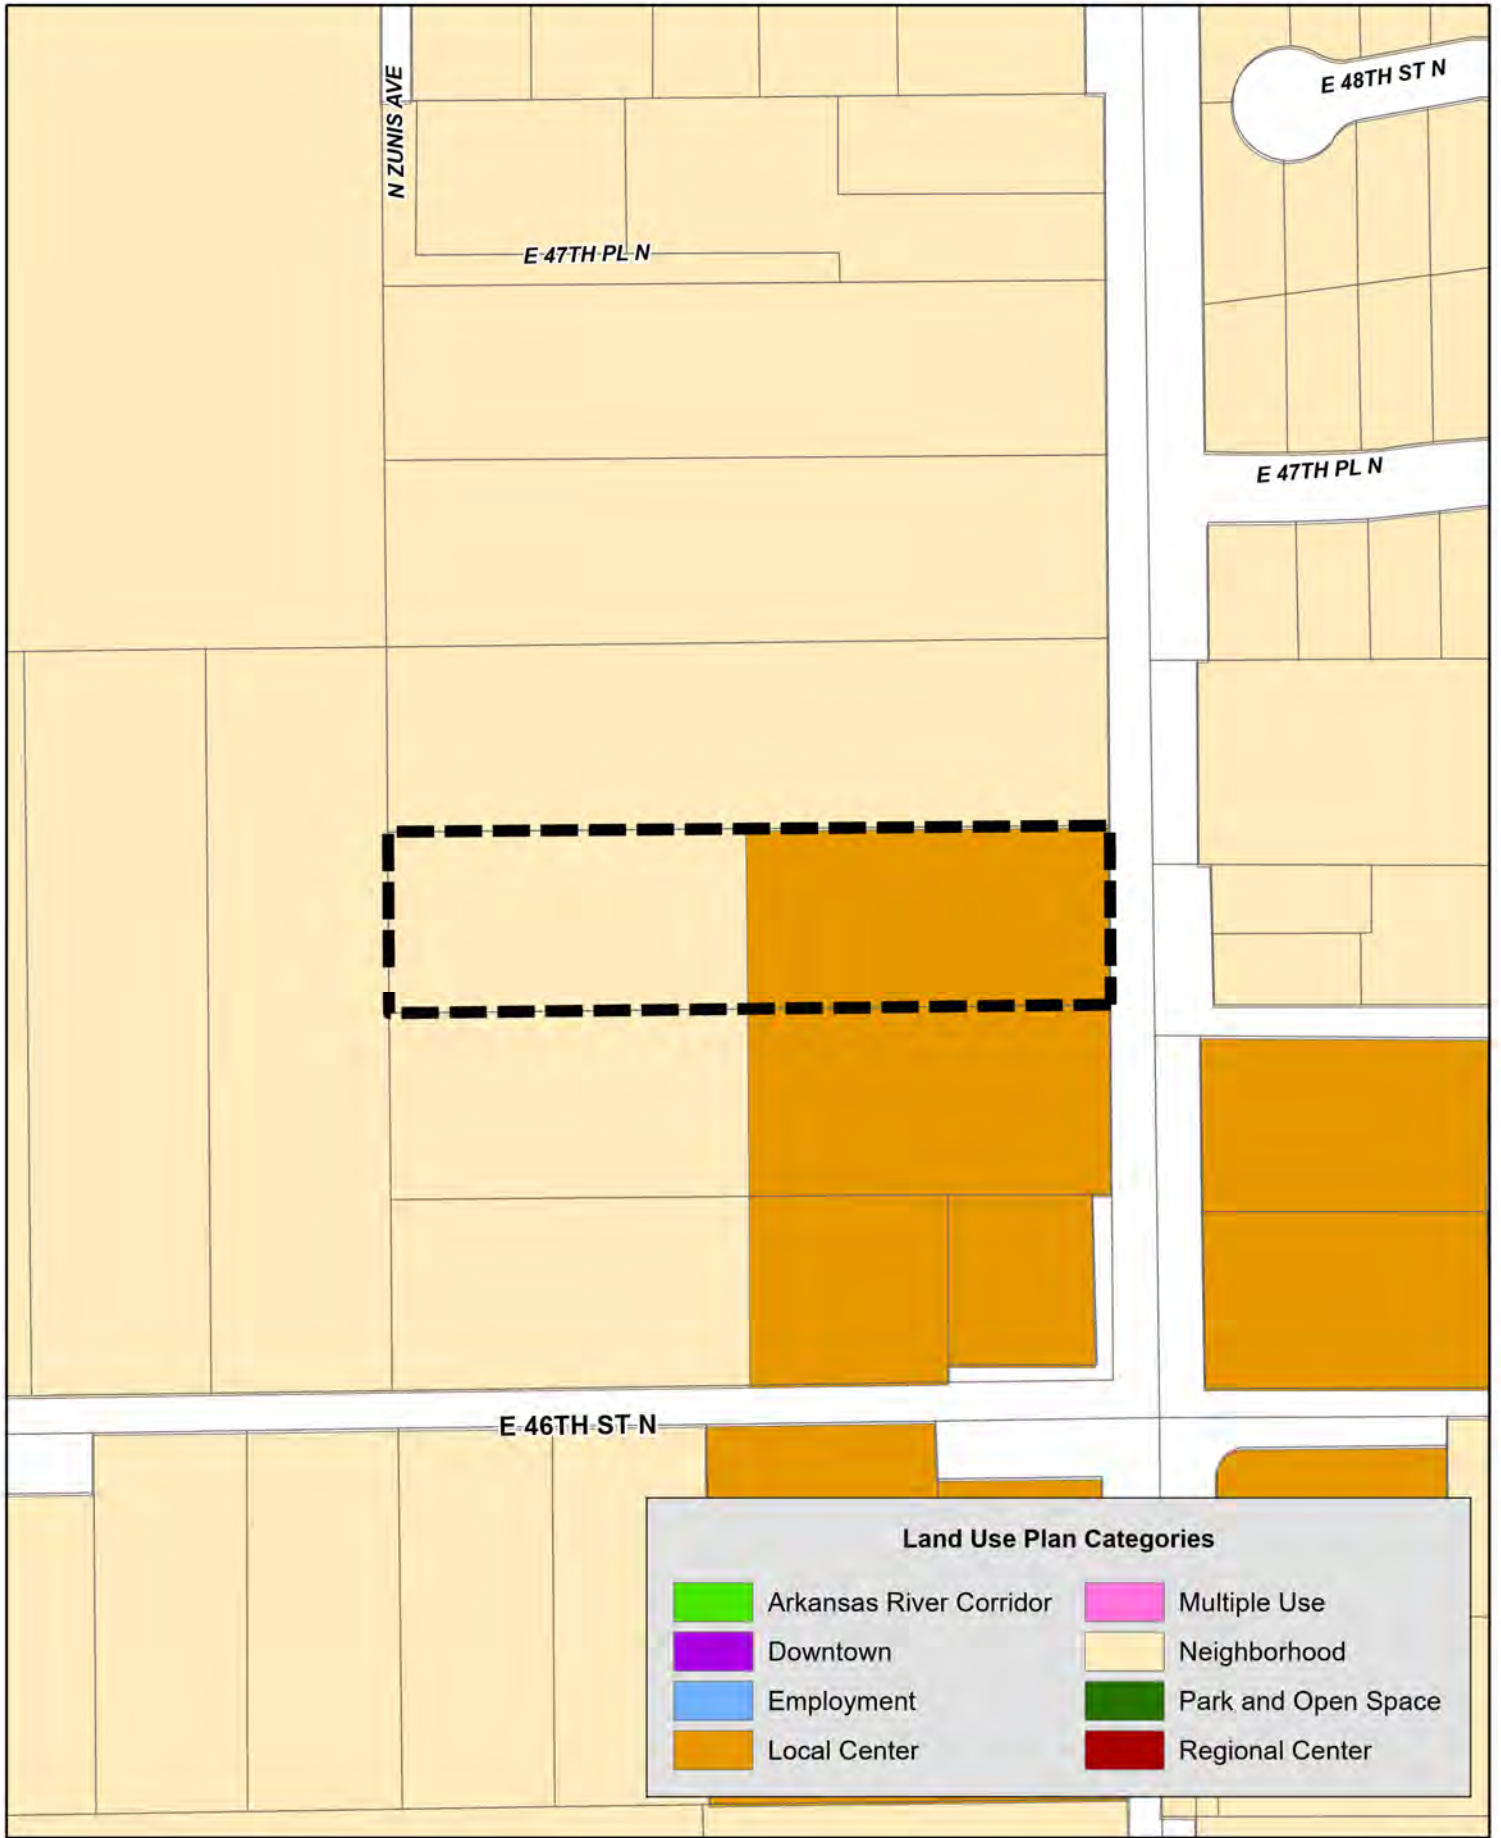 E 48TH ST N
N ZUNIS AVE
E 47TH PL N
E 47TH PL N
E 46TH ST N
Land Use Plan Categories
Arkansas River Corridor
Downtown
Employment
Local Center
Multiple Use
Neighborhood
Park and Open Space
Regional Center